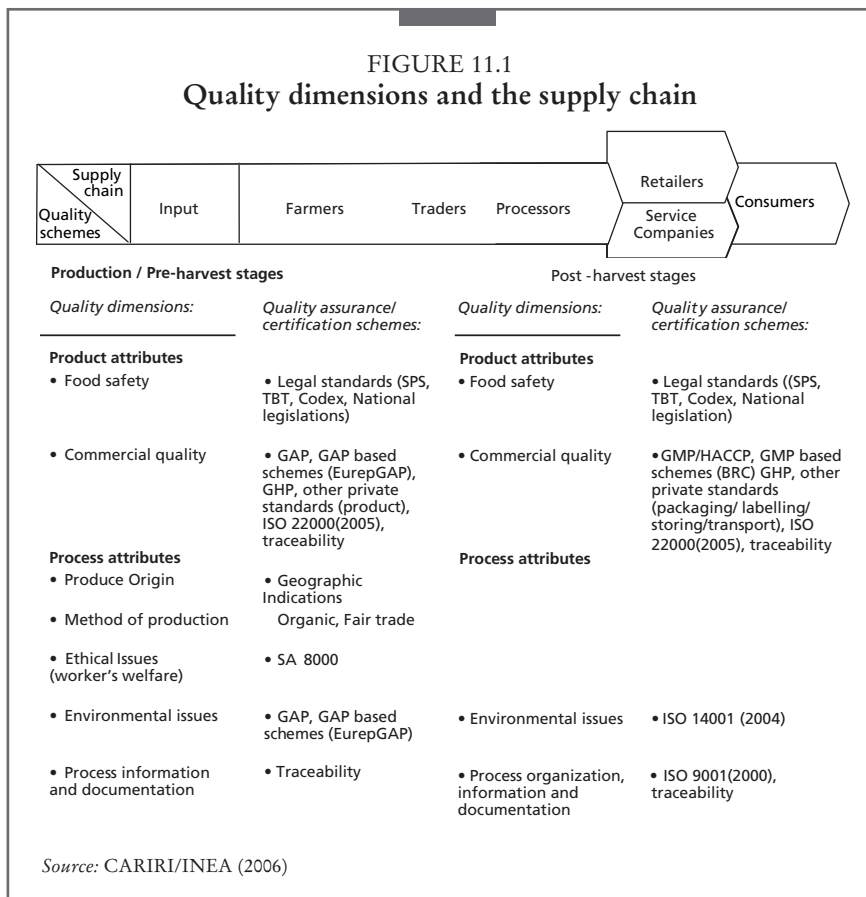 FIGURE 11.1
Quality dimensions and the supply chain
Supply
chain
Quality
schemes
Input
Farmers
Traders
Processors
Retailers
Service
Companies
Consumers
Production / Pre-harvest stages
Quality dimensions:
Quality assurance/
certification schemes:
Product attributes
• Food safety
• Legal standards (SPS,
TBT, Codex, National
legislations)
• Commercial quality
• GAP, GAP based
schemes (EurepGAP),
GHP, other private
standards (product),
ISO 22000(2005),
traceability
Process attributes
• Produce Origin
• Geographic
Indications
• Method of production
Organic, Fair trade
• Ethical Issues
(worker's welfare)
• SA 8000
• Environmental issues
• GAP, GAP based
schemes (EurepGAP)
• Process information
and documentation
• Traceability
Post -harvest stages
Quality dimensions:
Quality assurance/
certification schemes:
Product attributes
• Food safety
• Legal standards ((SPS,
TBT, Codex, National
legislation)
• Commercial quality
•GMP/HACCP, GMP based
schemes (BRC) GHP, other
private standards
(packaging/ labelling/
storing/transport), ISO
22000(2005), traceability
Process attributes
• Environmental issues
•ISO 14001 (2004)
• Process organization,
information and
documentation
• ISO 9001(2000),
traceability
Source: CARIRI/INEA (2006)